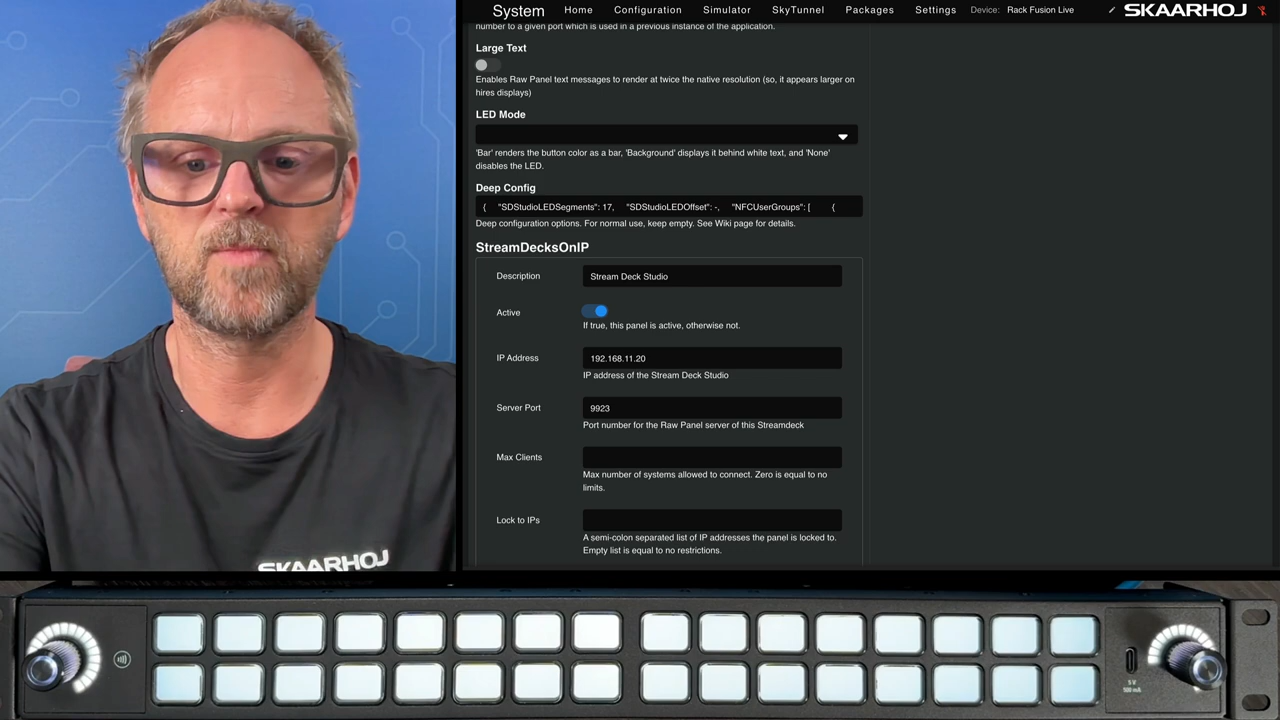 System
Home
Configuration
Simulator
SkyTunnel
Packages
Settings
Device: Rack Fusion Live
SKAARHOJ
number to a given port which is used in a previous instance of the application.
Large Text
Enables Raw Panel text messages to render at twice the native resolution (so, it appears larger on
hires displays)
LED Mode
'Bar' renders the button color as a bar, 'Background' displays it behind white text, and 'None'
disables the LED.
Deep Config
{ "SDStudioLEDSegments": 17, "SDStudioLEDOffset": -, "NFCUserGroups": [ {
Deep configuration options. For normal use, keep empty. See Wiki page for details.
StreamDecksOnIP
Description
Stream Deck Studio
Active
If true, this panel is active, otherwise not.
IP Address
192.168.11.20
IP address of the Stream Deck Studio
Server Port
9923
Port number for the Raw Panel server of this Streamdeck
Max Clients
Max number of systems allowed to connect. Zero is equal to no
limits.
Lock to IPs
A semi-colon separated list of IP addresses the panel is locked to.
Empty list is equal to no restrictions.
SKAARHOJ
5 V
500 mA